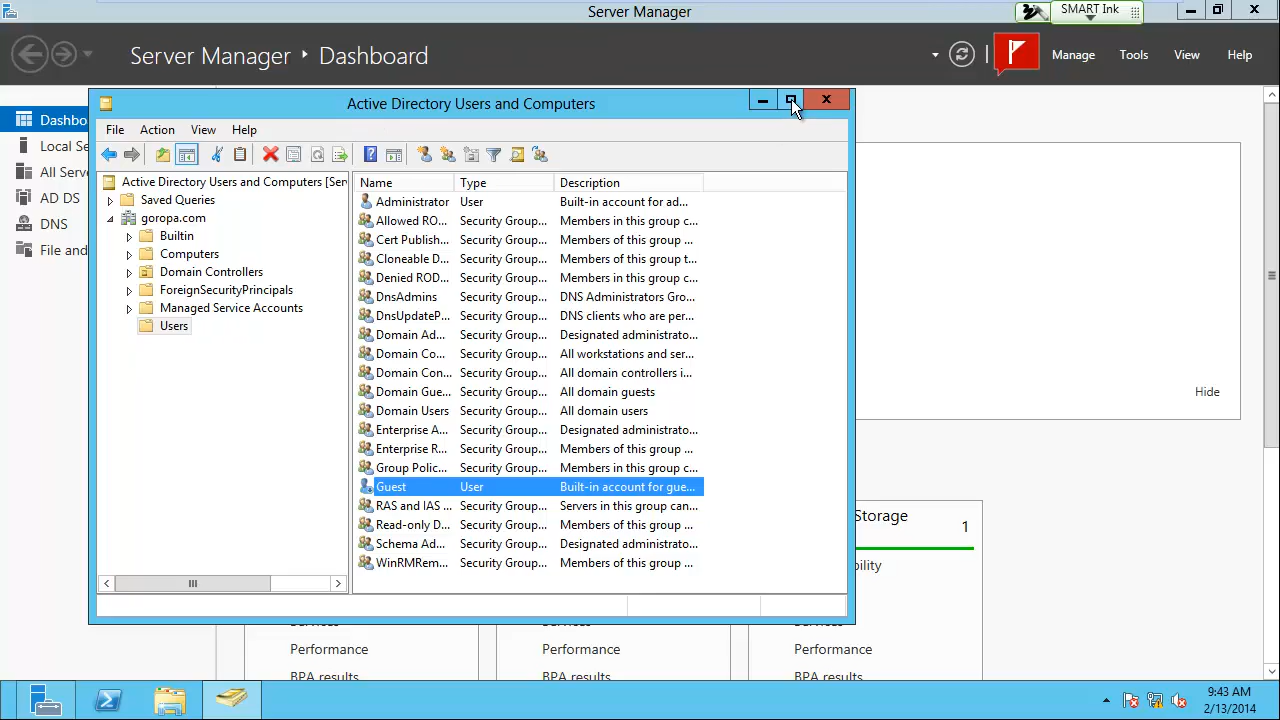 Server Manager
SMART Ink
Server Manager ‣ Dashboard
Manage Tools View Help
Active Directory Users and Computers
File Action View Help
Dashbo
Local Se
All Serve
AD DS
DNS
File and
Active Directory Users and Computers [Serv
Saved Queries
goropa.com
Builtin
Computers
Domain Controllers
ForeignSecurityPrincipals
Managed Service Accounts
Users
Name Type Description
Administrator User Built-in account for ad...
Allowed RO... Security Group... Members in this group c...
Cert Publish... Security Group... Members of this group ...
Cloneable D... Security Group... Members of this group t...
Denied ROD... Security Group... Members in this group c...
DnsAdmins Security Group... DNS Administrators Gro...
DnsUpdateP... Security Group... DNS clients who are per...
Domain Ad... Security Group... Designated administrato...
Domain Co... Security Group... All workstations and ser...
Domain Con... Security Group... All domain controllers i...
Domain Gue... Security Group... All domain guests
Domain Users Security Group... All domain users
Enterprise A... Security Group... Designated administrato...
Enterprise R... Security Group... Members of this group ...
Group Polic... Security Group... Members in this group c...
Guest User Built-in account for gue...
RAS and IAS ... Security Group... Servers in this group can...
Read-only D... Security Group... Members of this group ...
Schema Ad... Security Group... Designated administrato...
WinRMRem... Security Group... Members of this group ...
Hide
Storage 1
bility
Performance Performance Performance
BPA results BPA results BPA results
9:43 AM
2/13/2014